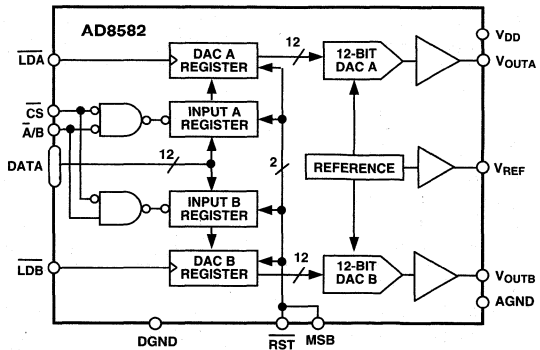 AD8582
LDA
DAC A
REGISTER
12
12-BIT
DAC A
VDD
VOUTA
CS
A/B
INPUT A
REGISTER
DATA
12
2
REFERENCE
VREF
INPUT B
REGISTER
LDB
DAC B
REGISTER
12
12-BIT
DAC B
VOUTB
AGND
DGND
RST
MSB